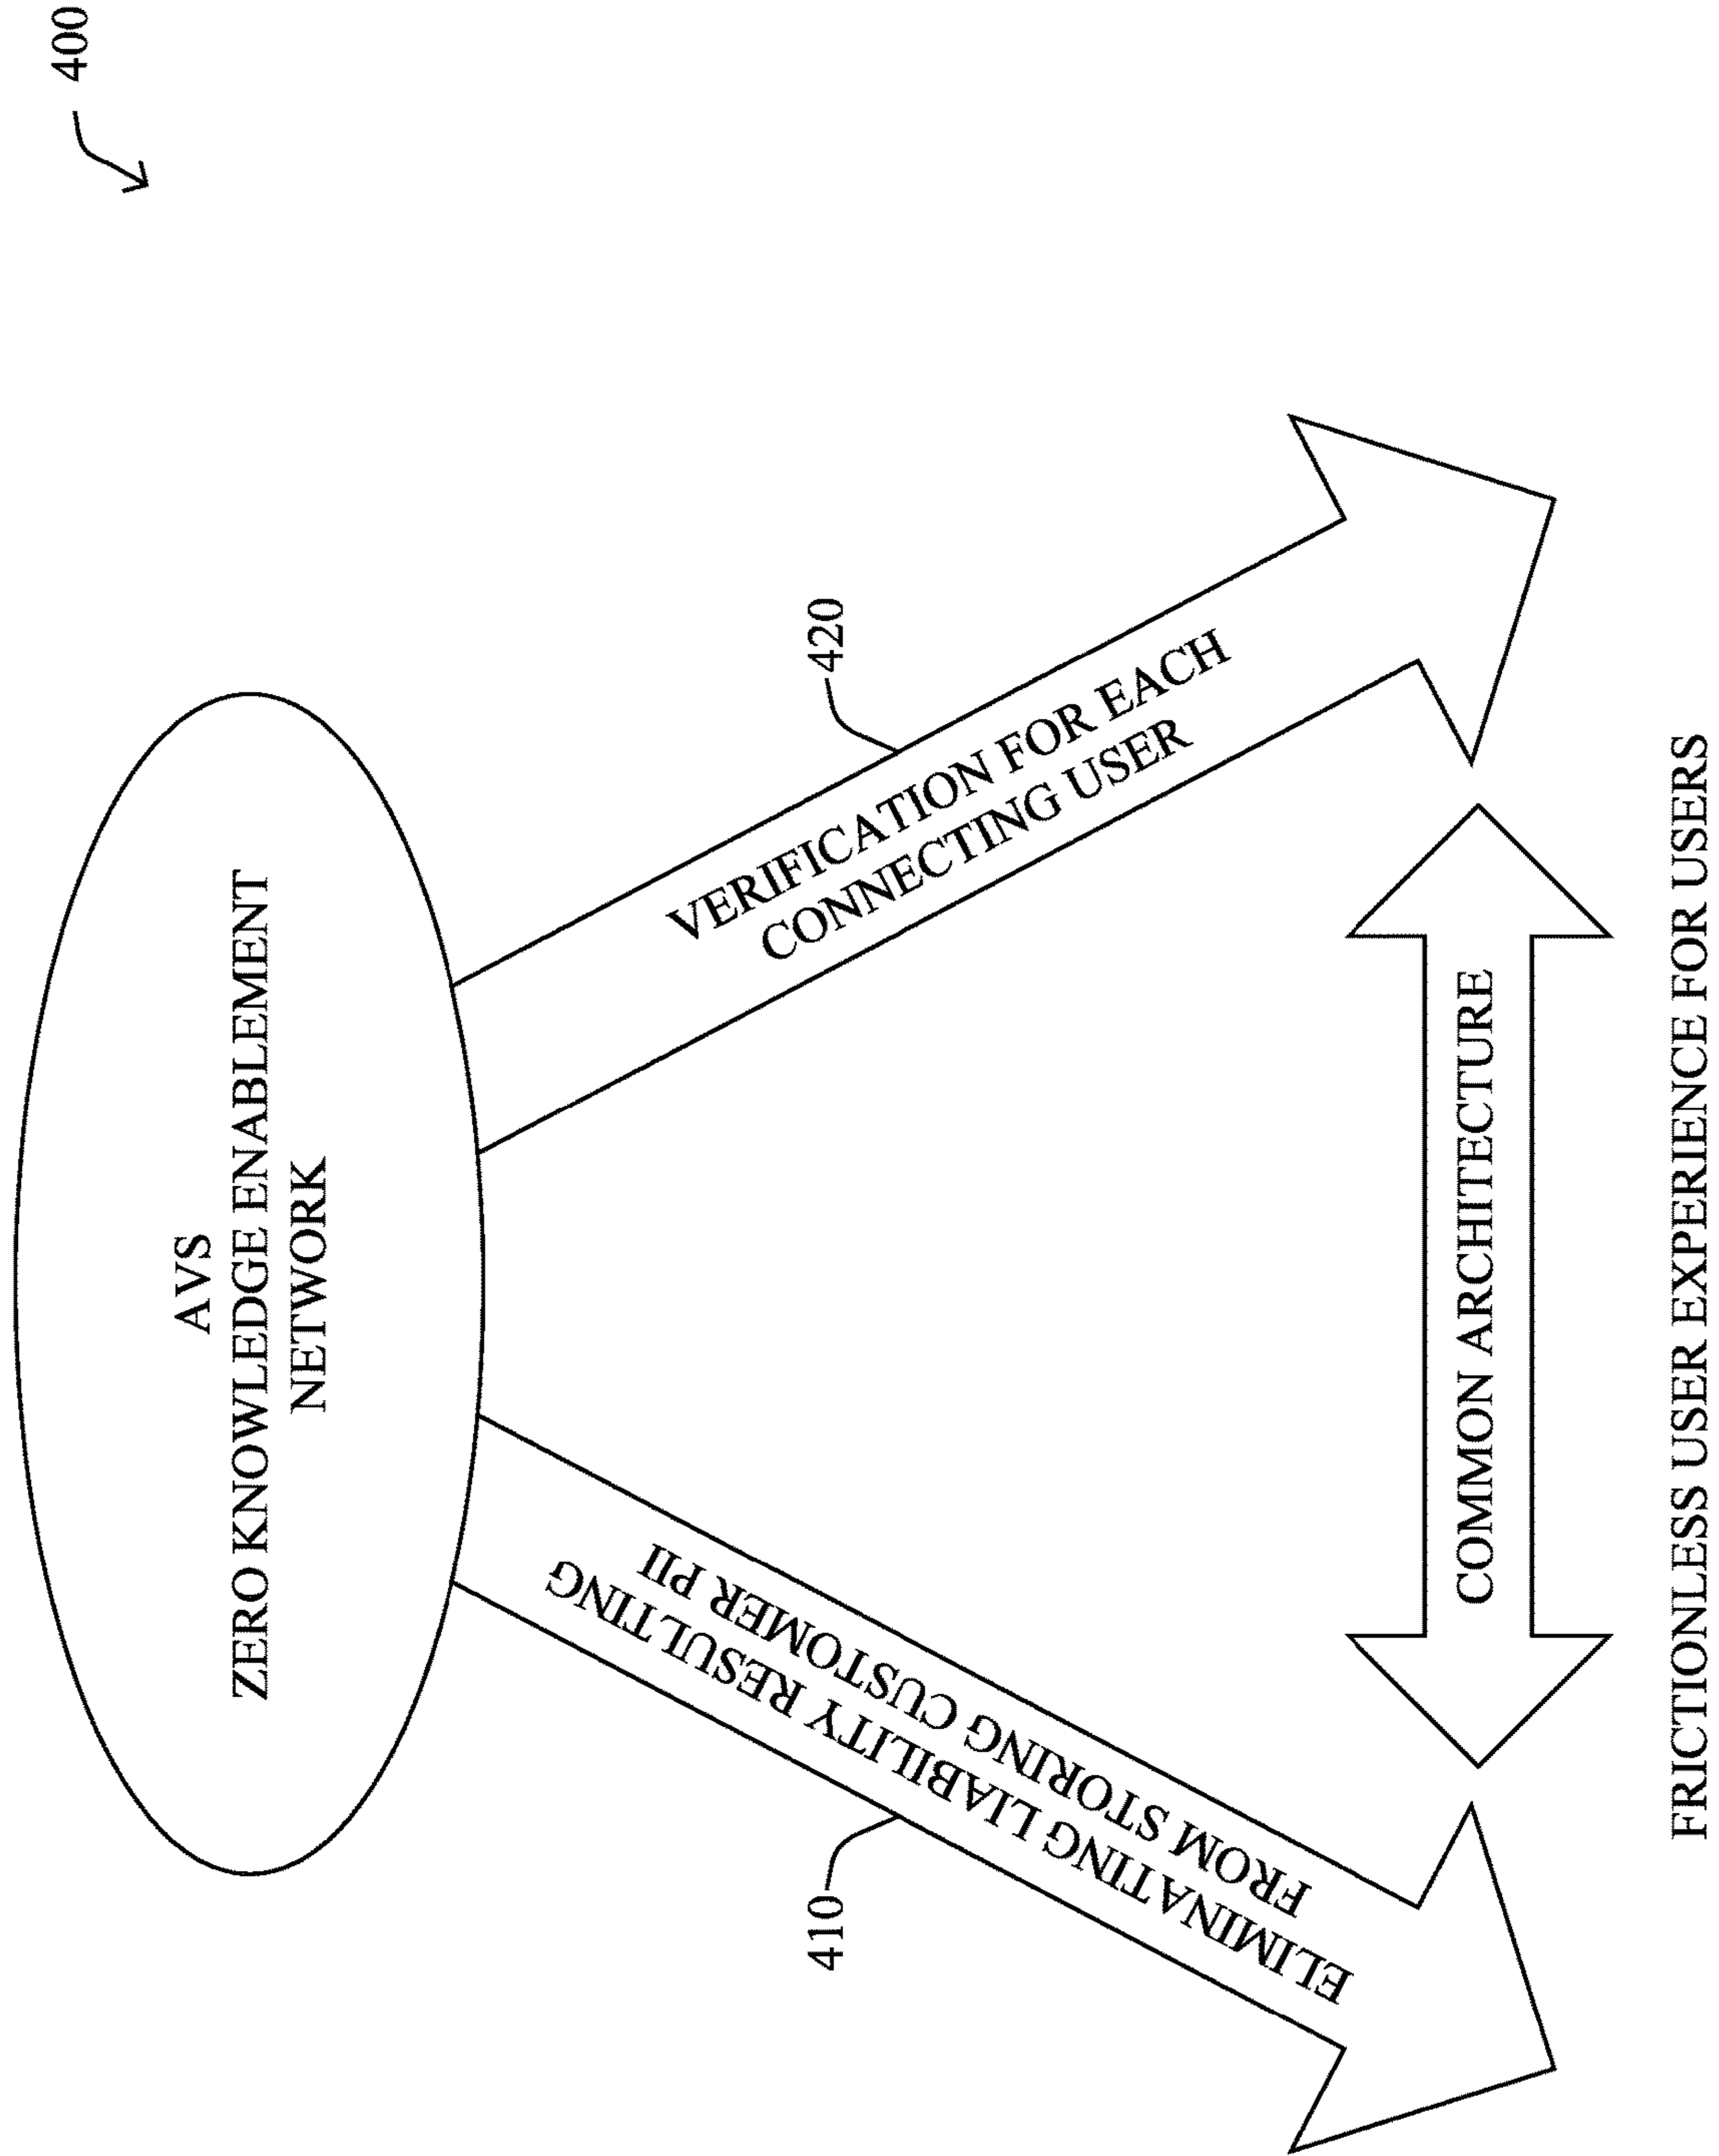 400
AVS
ZERO KNOWLEDGE ENABLEMENT
NETWORK
410
ELIMINATING LIABILITY RESULTING
FROM STORING CUSTOMER PII
420
VERIFICATION FOR EACH
CONNECTING USER
COMMON ARCHITECTURE
FRICTIONLESS USER EXPERIENCE FOR USERS